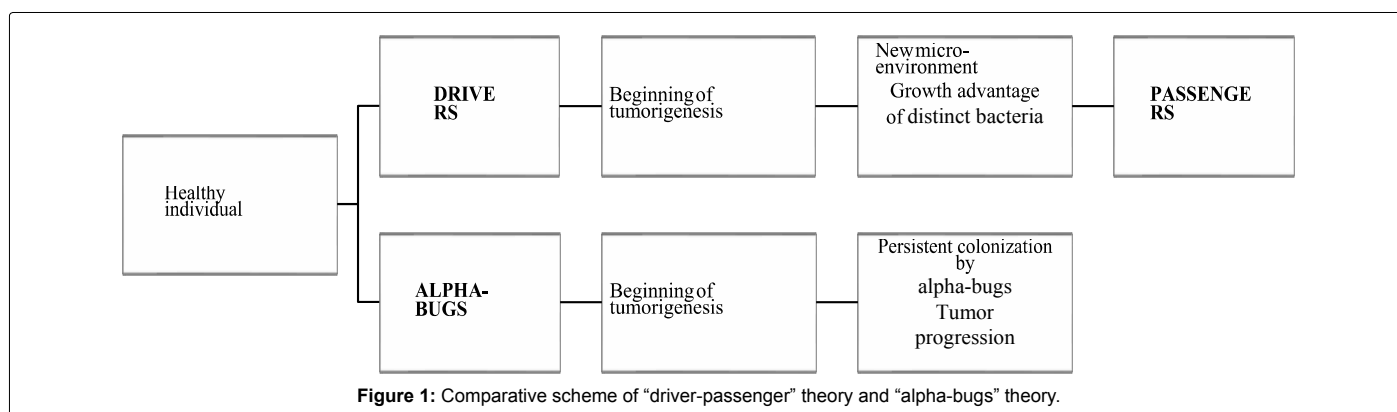 Healthy
individual
DRIVE
RS
Beginning of
tumorigenesis
New micro-
environment
Growth advantage
of distinct bacteria
PASSENGE
RS
ALPHA-
BUGS
Beginning of
tumorigenesis
Persistent colonization
by
alpha-bugs
Tumor
progression
Figure 1: Comparative scheme of “driver-passenger” theory and “alpha-bugs” theory.